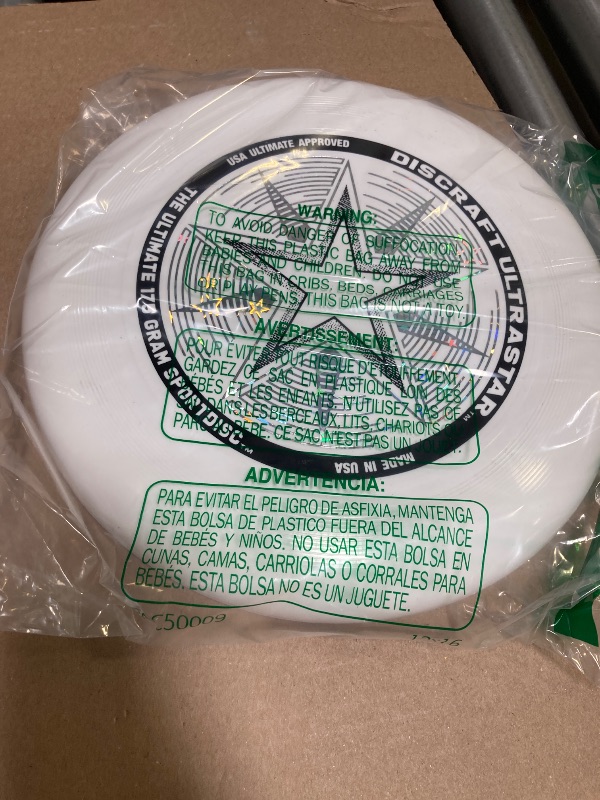 USA ULTIMATE APPROVED
DISCRAFT ULTRASTAR™
THE ULTIMATE 175 GRAM SPORTDISC™
MADE IN USA
WARNING:
TO AVOID DANGER OF SUFFOCATION,
KEEP THIS PLASTIC BAG AWAY FROM
BABIES AND CHILDREN. DO NOT USE
THIS BAG IN CRIBS, BEDS, CARRIAGES
OR PLAY PENS. THIS BAG IS NOT A TOY.
AVERTISSEMENT:
POUR ÉVITER TOUT RISQUE D'ÉTOUFFEMENT,
GARDEZ CE SAC EN PLASTIQUE LOIN DES
BÉBÉS ET LES ENFANTS. N'UTILISEZ PAS CE
SAC DANS LES BERCEAUX, LITS, CHARIOTS
PARC BÉBÉ. CE SAC N'EST PAS UN JOUET.
ADVERTENCIA:
PARA EVITAR EL PELIGRO DE ASFIXIA, MANTENGA
ESTA BOLSA DE PLASTICO FUERA DEL ALCANCE
DE BEBÉS Y NIÑOS. NO USAR ESTA BOLSA EN
CUNAS, CAMAS, CARRIOLAS O CORRALES PARA
BEBÉS. ESTA BOLSA NO ES UN JUGUETE.